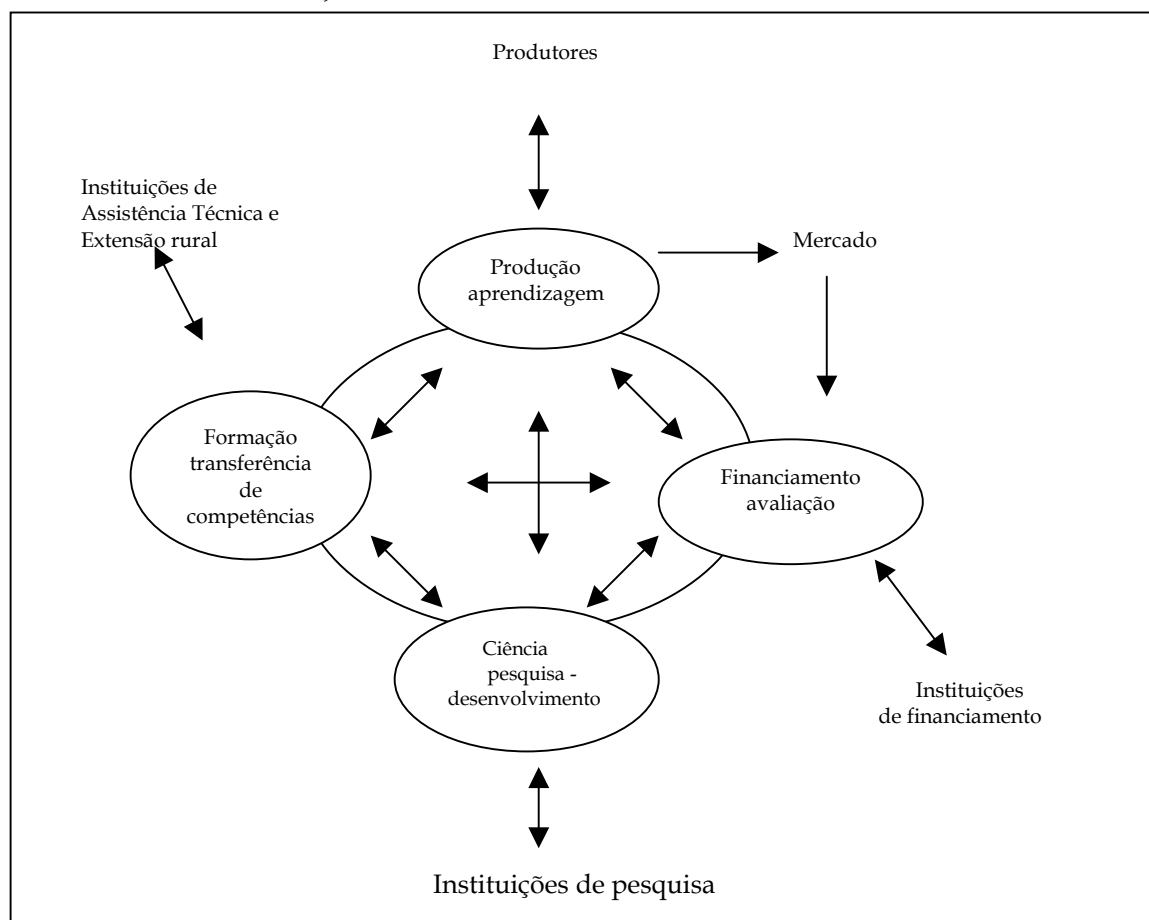 Produtores
Instituições de
Assistência Técnica e
Extensão rural
Produção
aprendizagem
Mercado
Formação
transferência
de
competências
Financiamento
avaliação
Ciência
pesquisa -
desenvolvimento
Instituições
de financiamento
Instituições de pesquisa